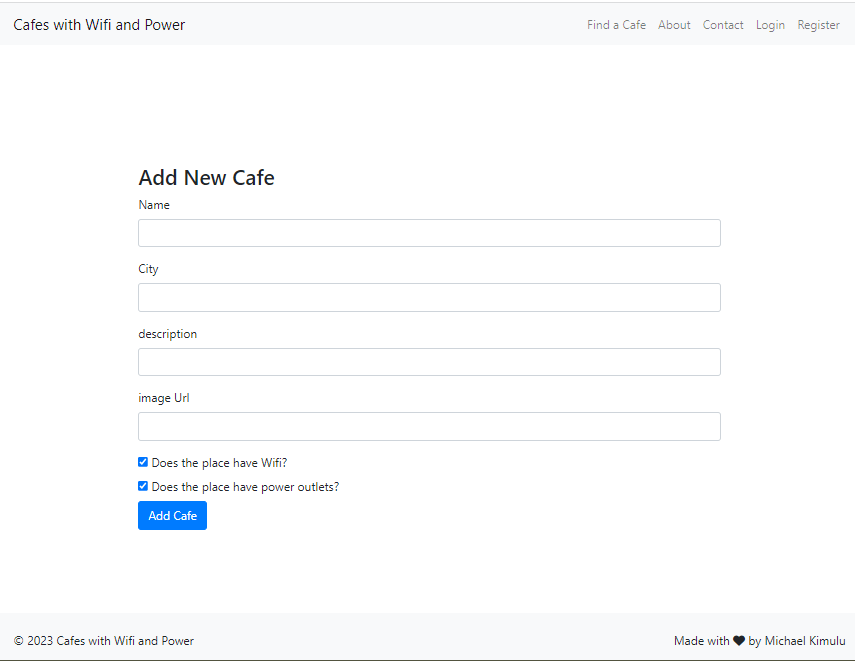 Cafes with Wifi and Power
Find a Cafe About Contact Login Register
Add New Cafe
Name
City
description
image Url
Does the place have Wifi?
Does the place have power outlets?
Add Cafe
© 2023 Cafes with Wifi and Power
Made with ♥ by Michael Kimulu